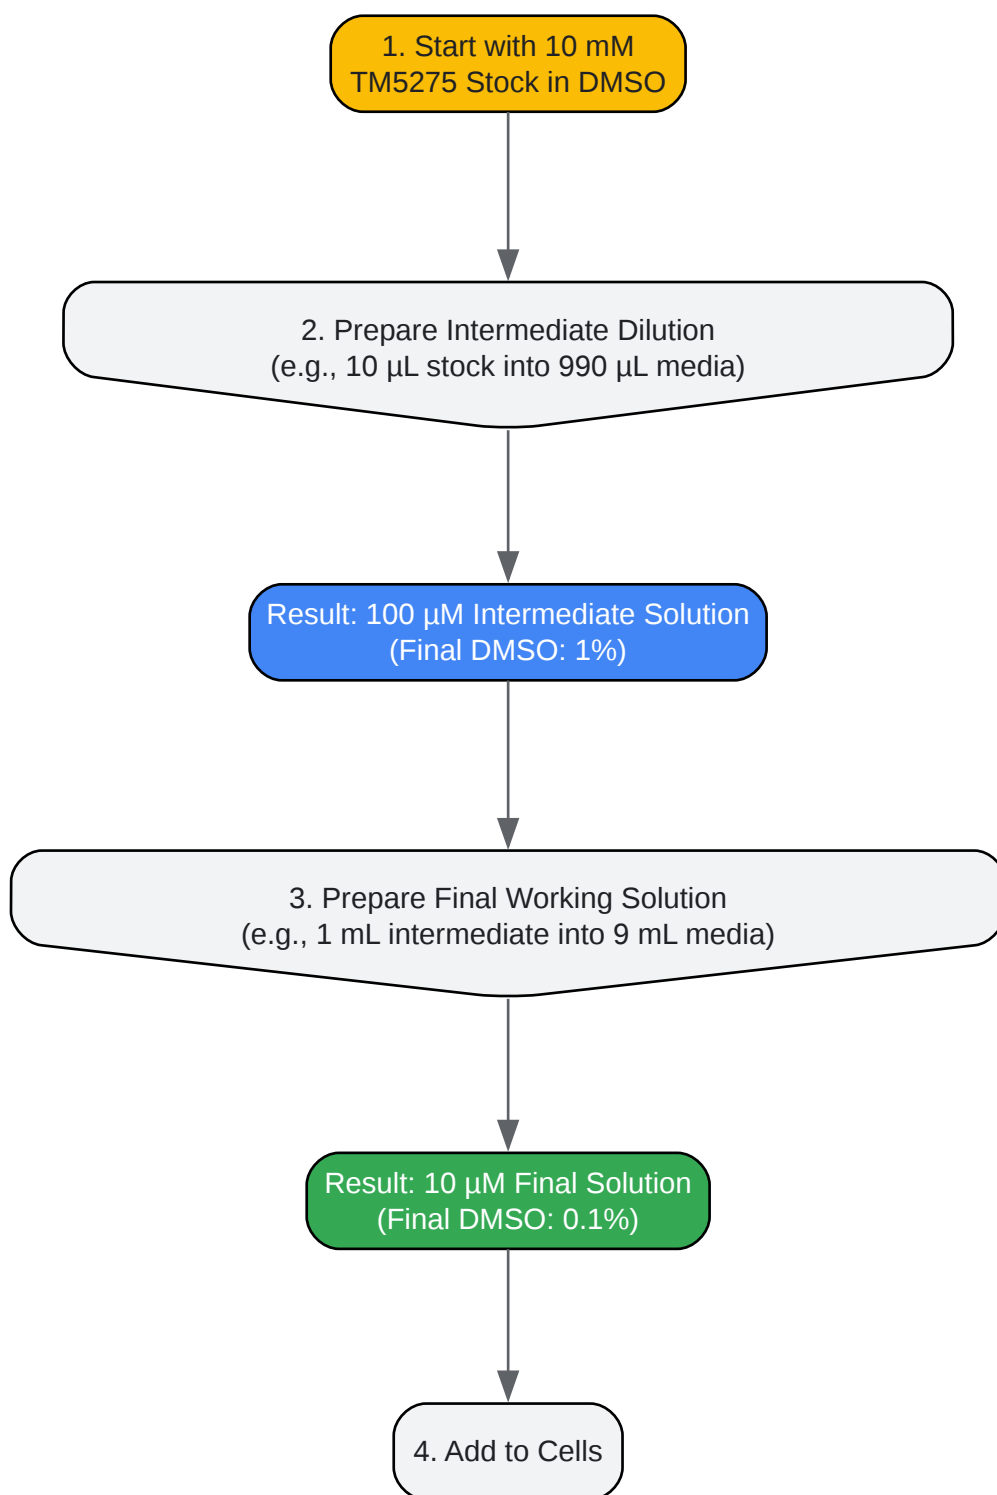 1. Start with 10 mM
TM5275 Stock in DMSO
2. Prepare Intermediate Dilution
(e.g., 10 µL stock into 990 µL media)
Result: 100 µM Intermediate Solution
(Final DMSO: 1%)
3. Prepare Final Working Solution
(e.g., 1 mL intermediate into 9 mL media)
Result: 10 µM Final Solution
(Final DMSO: 0.1%)
4. Add to Cells